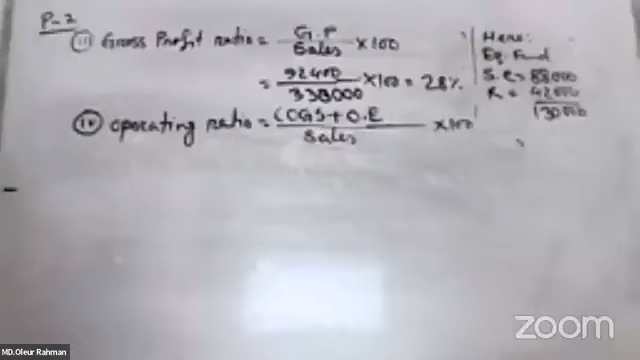 P-2
(iii) Gross Profit ratio = G.P / Sales × 100
= 92400 / 330000 × 100 = 28%
(iv) operating ratio = COGS + O.E / Sales × 100
Here:
Eq. Fund
S.C = 88000
R = 42000
130000
zoom
MD.Oleur Rahman